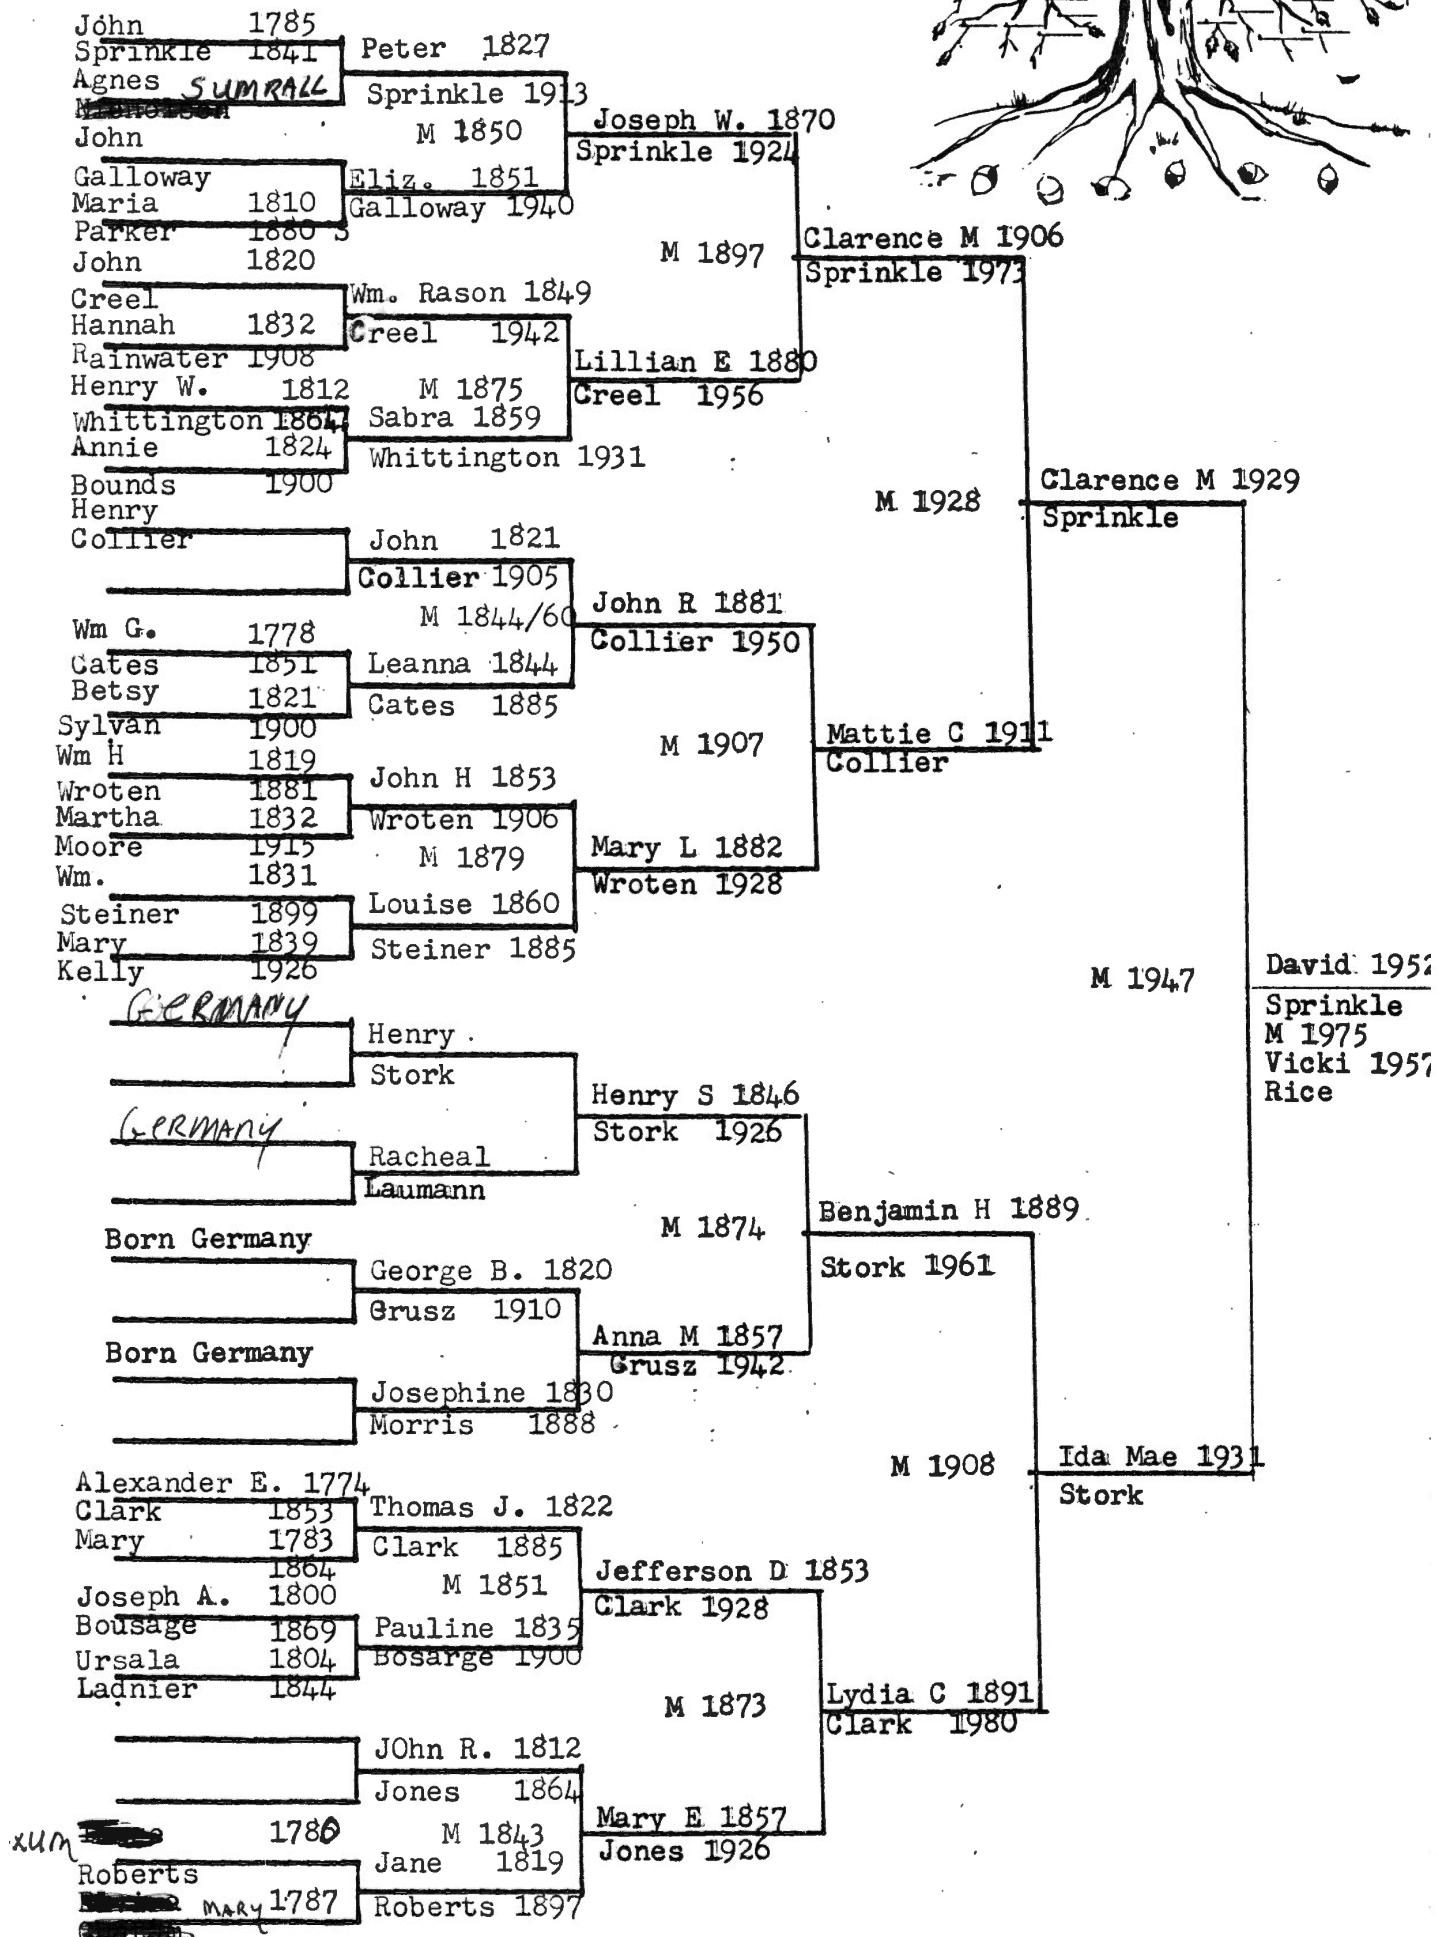 John 1785
Sprinkle 1841
Agnes SUMRALL
John
Galloway
Maria 1810
Parker 1880 S
John 1820
Creel
Hannah 1832
Rainwater 1908
Henry W. 1812
Whittington 1864
Annie 1824
Bounds 1900
Henry
Collier
Wm G. 1778
Cates 1851
Betsy 1821
Sylvan 1900
Wm H 1819
Wroten 1881
Martha 1832
Moore 1915
Wm. 1831
Steiner 1899
Mary 1839
Kelly 1926
GERMANY
GERMANY
Born Germany
Born Germany
Alexander E. 1774
Clark 1853
Mary 1783
1864
Joseph A. 1800
Bousage 1869
Ursala 1804
Ladnier 1844
xum 1780
Roberts
MARY 1787
Peter 1827
Sprinkle 1913
M 1850
Eliz. 1851
Galloway 1940
Wm. Rason 1849
Creel 1942
M 1875
Sabra 1859
Whittington 1931
John 1821
Collier 1905
M 1844/60
Leanna 1844
Cates 1885
John H 1853
Wroten 1906
M 1879
Louise 1860
Steiner 1885
Henry
Stork
Racheal
Laumann
George B. 1820
Grusz 1910
Josephine 1830
Morris 1888
Thomas J. 1822
Clark 1885
M 1851
Pauline 1835
Bosarge 1900
JOhn R. 1812
Jones 1864
M 1843
Jane 1819
Roberts 1897
Joseph W. 1870
Sprinkle 1924
M 1897
Lillian E 1880
Creel 1956
John R 1881
Collier 1950
M 1907
Mary L 1882
Wroten 1928
Henry S 1846
Stork 1926
M 1874
Anna M 1857
Grusz 1942
Jefferson D 1853
Clark 1928
M 1873
Mary E 1857
Jones 1926
Clarence M 1906
Sprinkle 1973
M 1928
Mattie C 1911
Collier
Benjamin H 1889
Stork 1961
M 1908
Lydia C 1891
Clark 1980
Clarence M 1929
Sprinkle
M 1947
Ida Mae 1931
Stork
David 1952
Sprinkle
M 1975
Vicki 1957
Rice